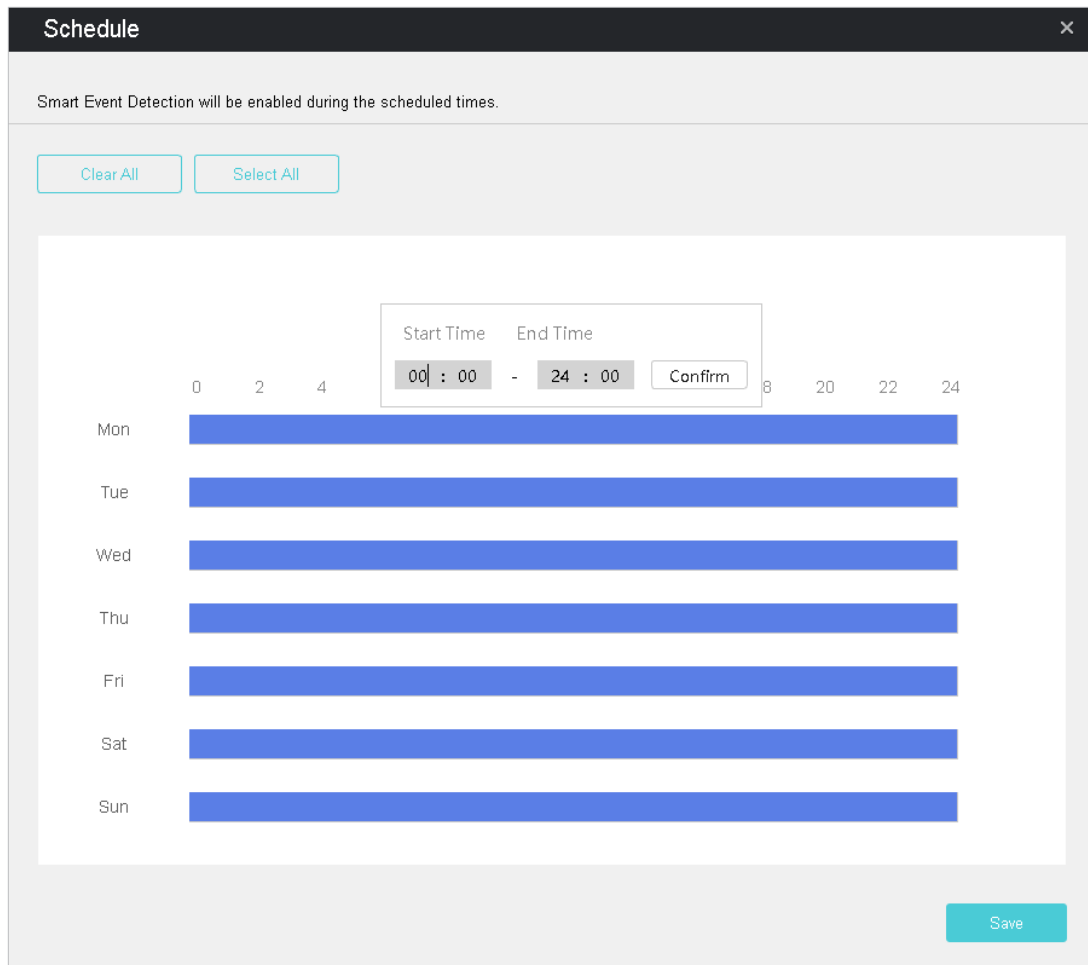 Schedule ×
Smart Event Detection will be enabled during the scheduled times.
Clear All Select All
Start Time End Time
00 : 00 - 24 : 00 Confirm
0 2 4 8 20 22 24
Mon
Tue
Wed
Thu
Fri
Sat
Sun
Save